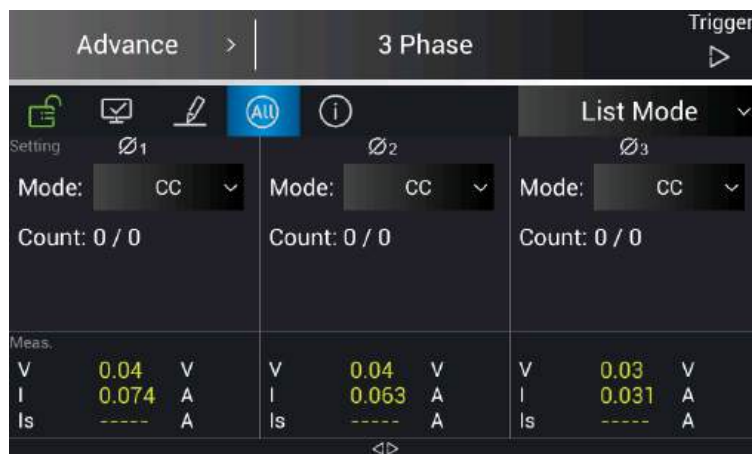 Advance > 3 Phase Trigger
All i List Mode
Setting Ø1 Ø2 Ø3
Mode: CC Mode: CC Mode: CC
Count: 0 / 0 Count: 0 / 0 Count: 0 / 0
Meas.
V 0.04 V V 0.04 V V 0.03 V
I 0.074 A I 0.063 A I 0.031 A
Is ----- A Is ----- A Is ----- A